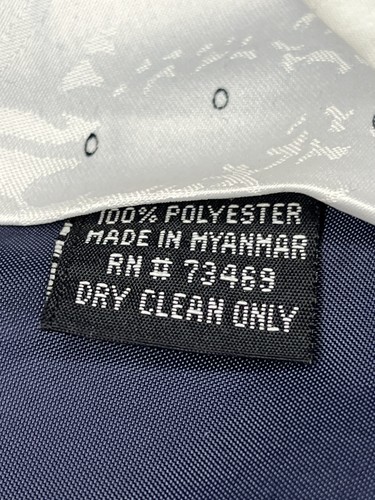 100% POLYESTER
MADE IN MYANMAR
RN # 73469
DRY CLEAN ONLY